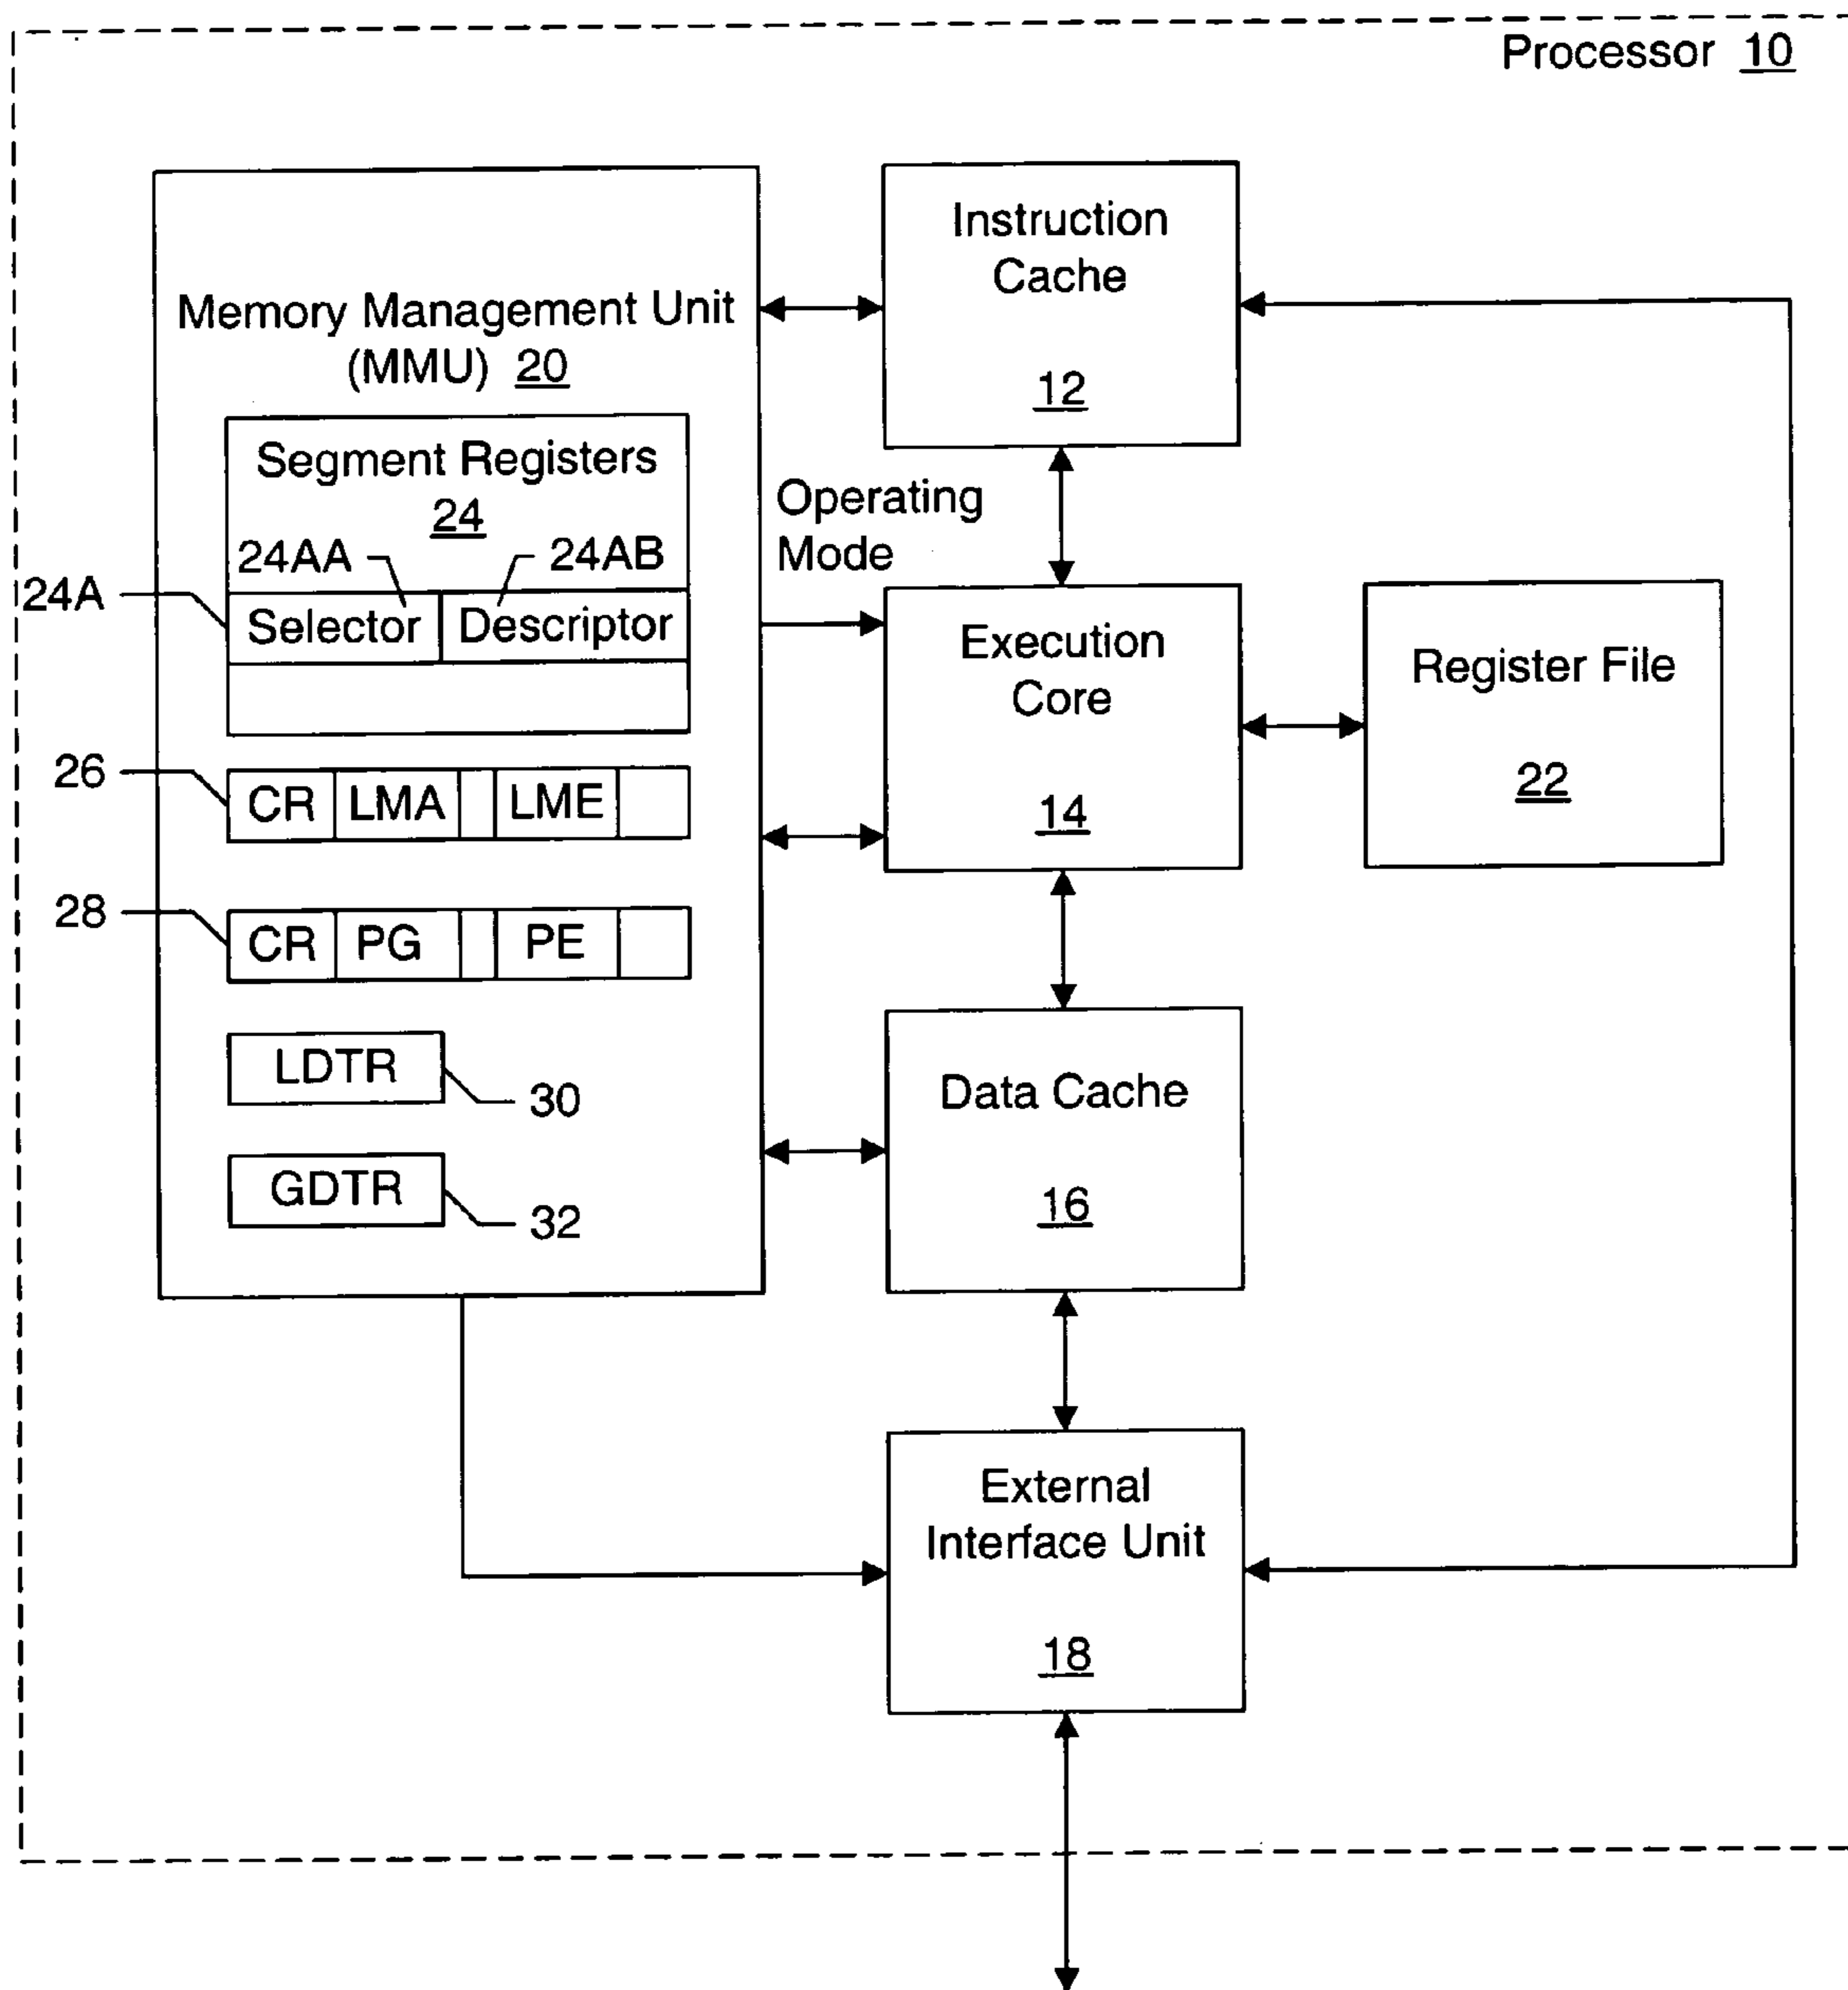 Processor 10
Memory Management Unit
(MMU) 20
Segment Registers
24
24AA
24AB
24A
Selector
Descriptor
26
CR
LMA
LME
28
CR
PG
PE
LDTR
30
GDTR
32
Instruction
Cache
12
Operating
Mode
Execution
Core
14
Register File
22
Data Cache
16
External
Interface Unit
18